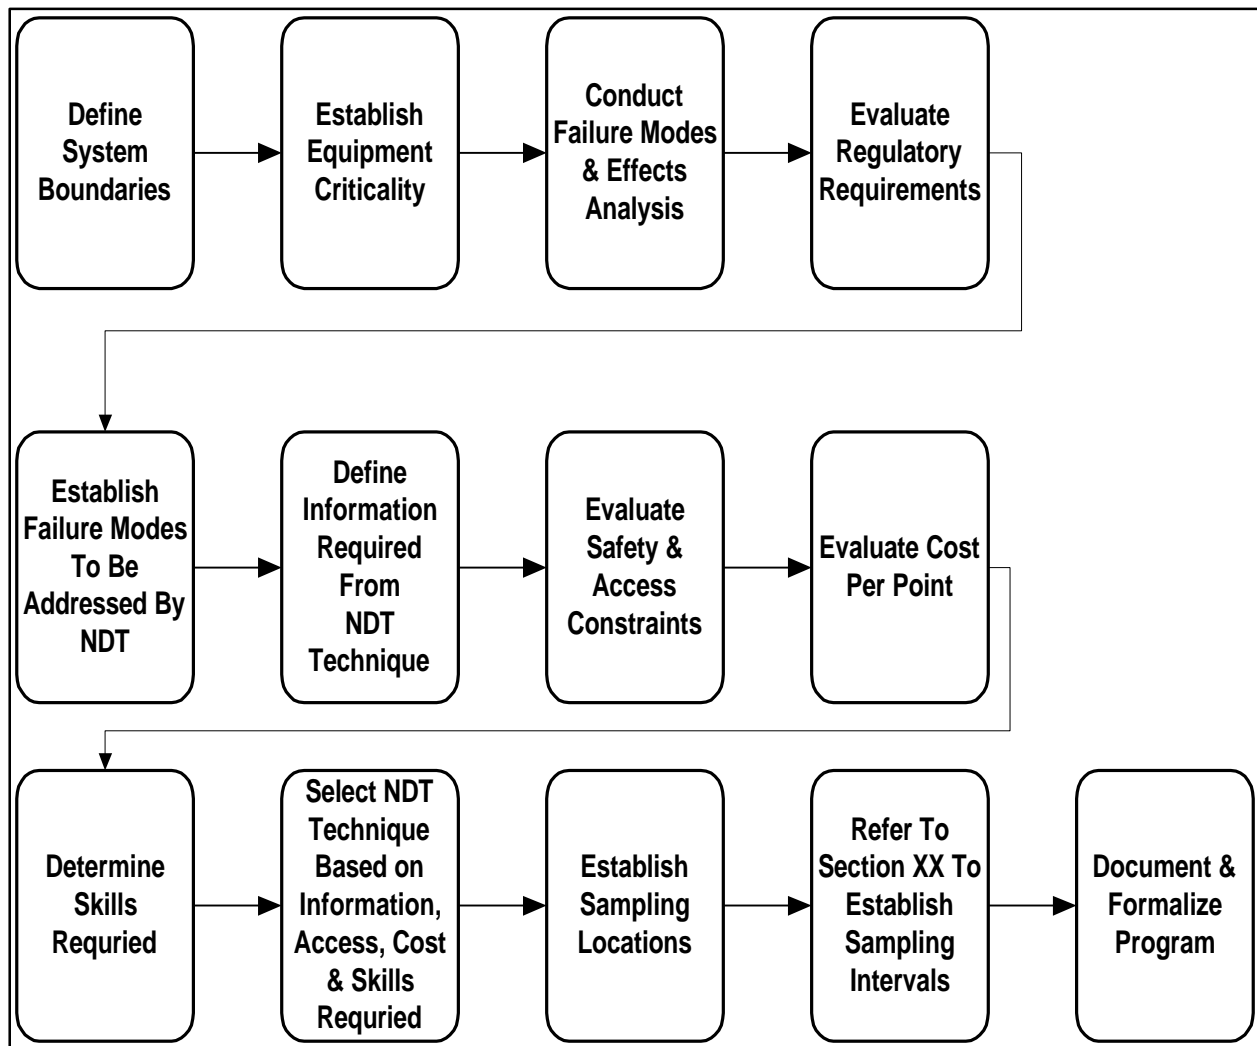 Define
System
Boundaries
Establish
Equipment
Criticality
Conduct
Failure Modes
& Effects
Analysis
Evaluate
Regulatory
Requirements
Establish
Failure Modes
To Be
Addressed By
NDT
Define
Information
Required
From
NDT
Technique
Evaluate
Safety &
Access
Constraints
Evaluate Cost
Per Point
Determine
Skills
Requried
Select NDT
Technique
Based on
Information,
Access, Cost
& Skills
Requried
Establish
Sampling
Locations
Refer To
Section XX To
Establish
Sampling
Intervals
Document &
Formalize
Program